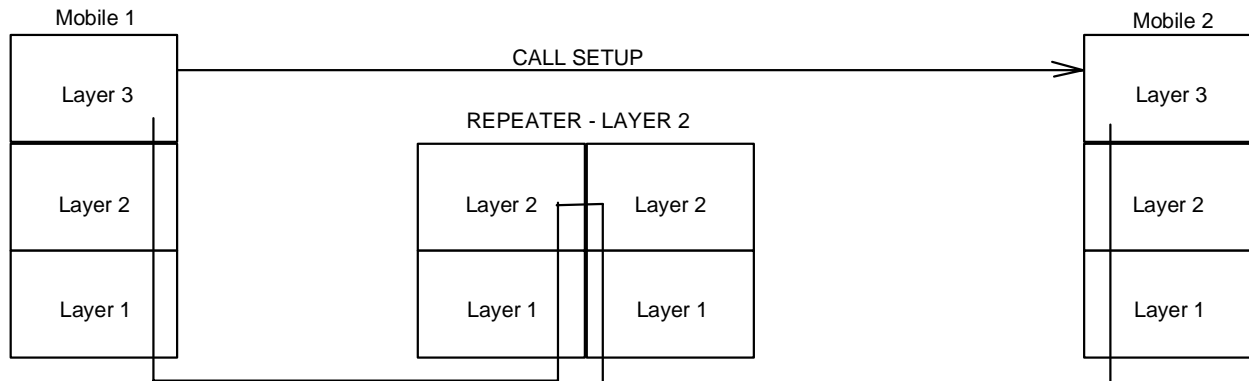 Mobile 1
Mobile 2
CALL SETUP
Layer 3
Layer 3
REPEATER - LAYER 2
Layer 2
Layer 2
Layer 2
Layer 2
Layer 1
Layer 1
Layer 1
Layer 1